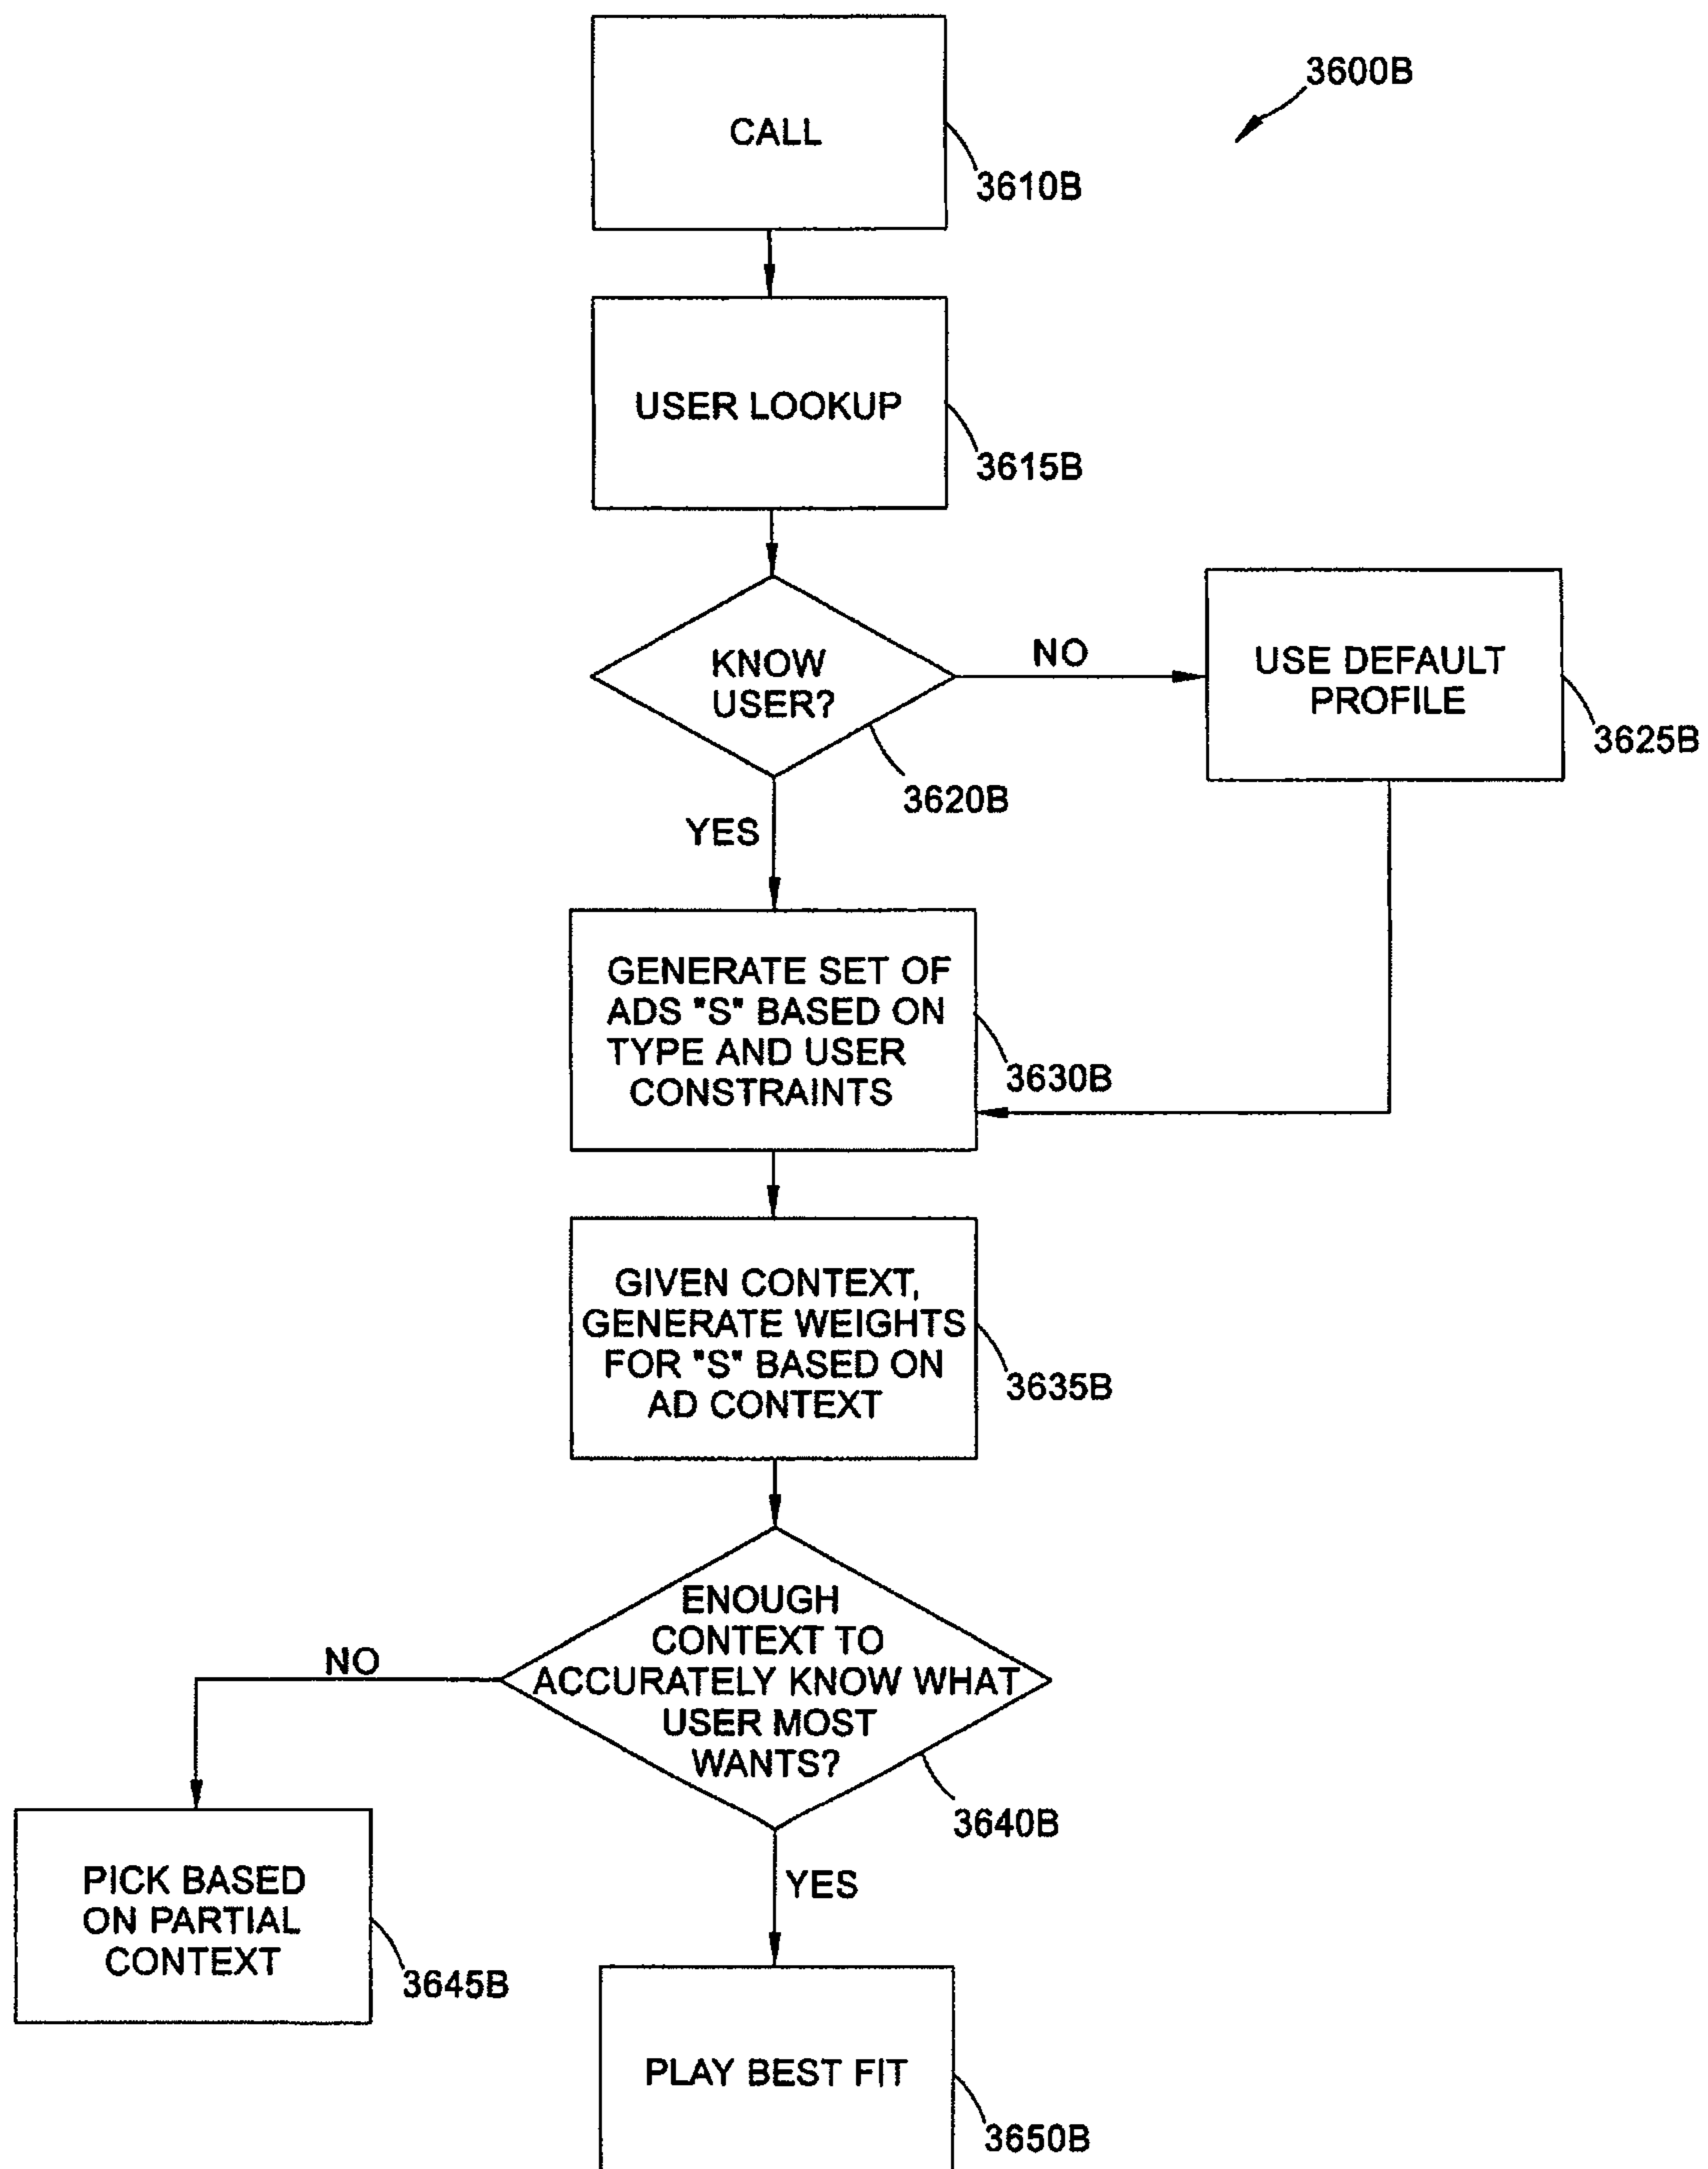 3600B
CALL
3610B
USER LOOKUP
3615B
KNOW
USER?
3620B
NO
USE DEFAULT
PROFILE
3625B
YES
GENERATE SET OF
ADS "S" BASED ON
TYPE AND USER
CONSTRAINTS
3630B
GIVEN CONTEXT,
GENERATE WEIGHTS
FOR "S" BASED ON
AD CONTEXT
3635B
ENOUGH
CONTEXT TO
ACCURATELY KNOW WHAT
USER MOST
WANTS?
3640B
NO
PICK BASED
ON PARTIAL
CONTEXT
3645B
YES
PLAY BEST FIT
3650B